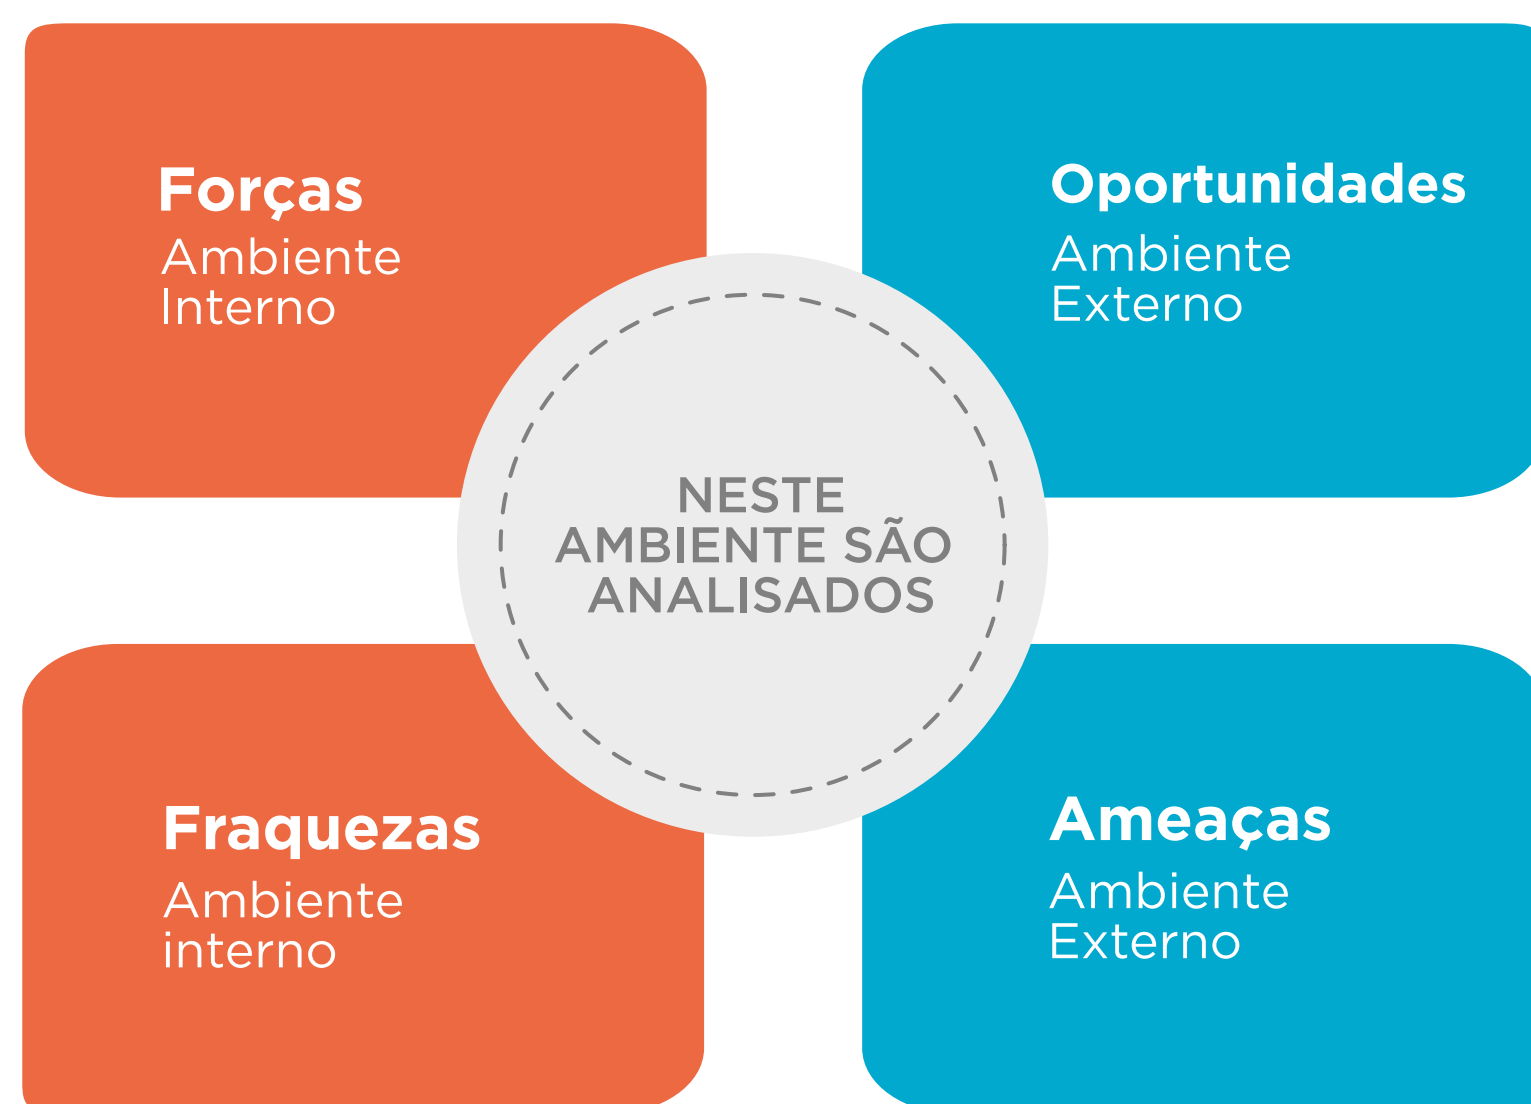 Forças
Ambiente
Interno
Oportunidades
Ambiente
Externo
NESTE
AMBIENTE SÃO
ANALISADOS
Fraquezas
Ambiente
interno
Ameaças
Ambiente
Externo